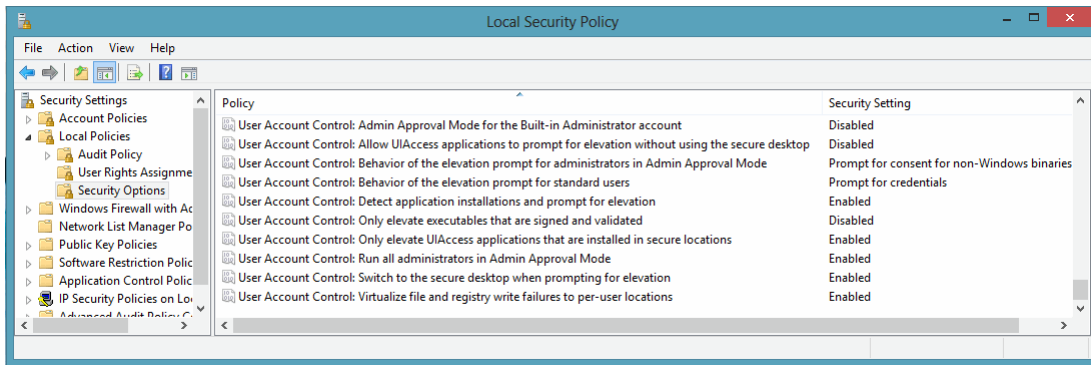 Local Security Policy
File Action View Help
Security Settings
Account Policies
Local Policies
Audit Policy
User Rights Assignme
Security Options
Windows Firewall with Ac
Network List Manager Po
Public Key Policies
Software Restriction Polic
Application Control Polic
IP Security Policies on Loc
Advanced Audit Policy C
Policy Security Setting
User Account Control: Admin Approval Mode for the Built-in Administrator account Disabled
User Account Control: Allow UIAccess applications to prompt for elevation without using the secure desktop Disabled
User Account Control: Behavior of the elevation prompt for administrators in Admin Approval Mode Prompt for consent for non-Windows binaries
User Account Control: Behavior of the elevation prompt for standard users Prompt for credentials
User Account Control: Detect application installations and prompt for elevation Enabled
User Account Control: Only elevate executables that are signed and validated Disabled
User Account Control: Only elevate UIAccess applications that are installed in secure locations Enabled
User Account Control: Run all administrators in Admin Approval Mode Enabled
User Account Control: Switch to the secure desktop when prompting for elevation Enabled
User Account Control: Virtualize file and registry write failures to per-user locations Enabled